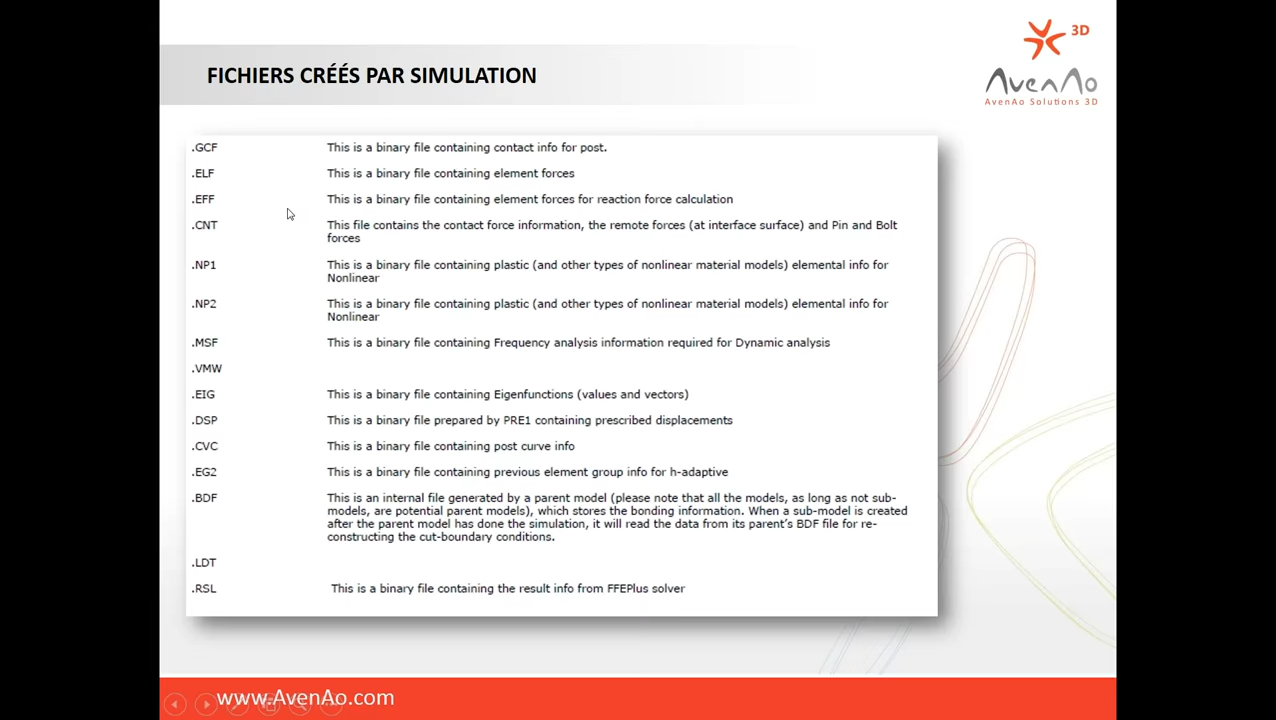 3D
AvenAo
AvenAo Solutions 3D
FICHIERS CRÉÉS PAR SIMULATION
.GCF This is a binary file containing contact info for post.
.ELF This is a binary file containing element forces
.EFF This is a binary file containing element forces for reaction force calculation
.CNT This file contains the contact force information, the remote forces (at interface surface) and Pin and Bolt
forces
.NP1 This is a binary file containing plastic (and other types of nonlinear material models) elemental info for
Nonlinear
.NP2 This is a binary file containing plastic (and other types of nonlinear material models) elemental info for
Nonlinear
.MSF This is a binary file containing Frequency analysis information required for Dynamic analysis
.VMW
.EIG This is a binary file containing Eigenfunctions (values and vectors)
.DSP This is a binary file prepared by PRE1 containing prescribed displacements
.CVC This is a binary file containing post curve info
.EG2 This is a binary file containing previous element group info for h-adaptive
.BDF This is an internal file generated by a parent model (please note that all the models, as long as not sub-
models, are potential parent models), which stores the bonding information. When a sub-model is created
after the parent model has done the simulation, it will read the data from its parent's BDF file for re-
constructing the cut-boundary conditions.
.LDT
.RSL This is a binary file containing the result info from FFEPlus solver
www.AvenAo.com